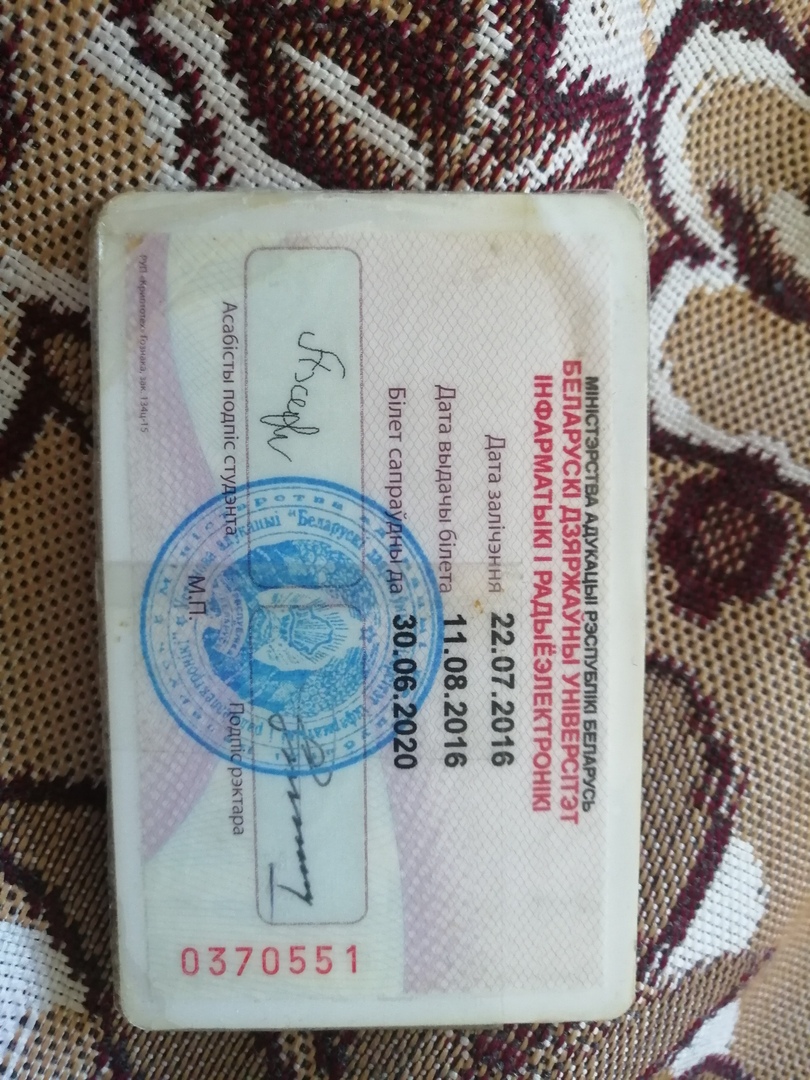 МІНІСТЭРСТВА АДУКАЦЫІ РЭСПУБЛІКІ БЕЛАРУСЬ
БЕЛАРУСКІ ДЗЯРЖАЎНЫ УНІВЕРСІТЭТ
ІНФАРМАТЫКІ І РАДЫЁЭЛЕКТРОНІКІ
Дата залічэння 22.07.2016
Дата выдачы білета 11.08.2016
Білет сапраўдны да 30.06.2020
Асабісты подпіс студэнта
Подпіс рэктара
М.П.
0370551